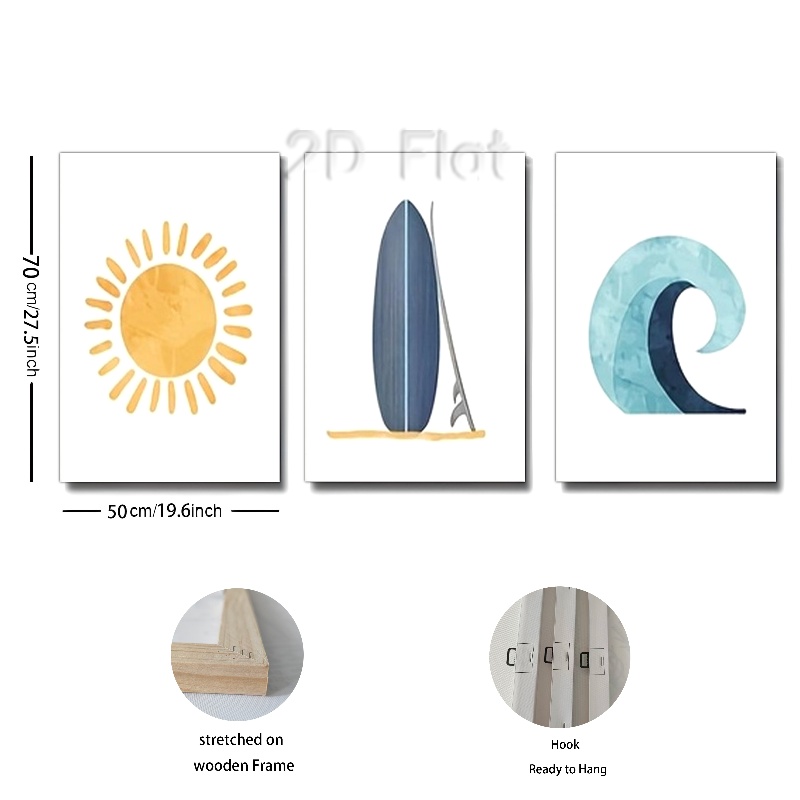 2D Flat
70 cm/27.5inch
50cm/19.6inch
stretched on
wooden Frame
Hook
Ready to Hang